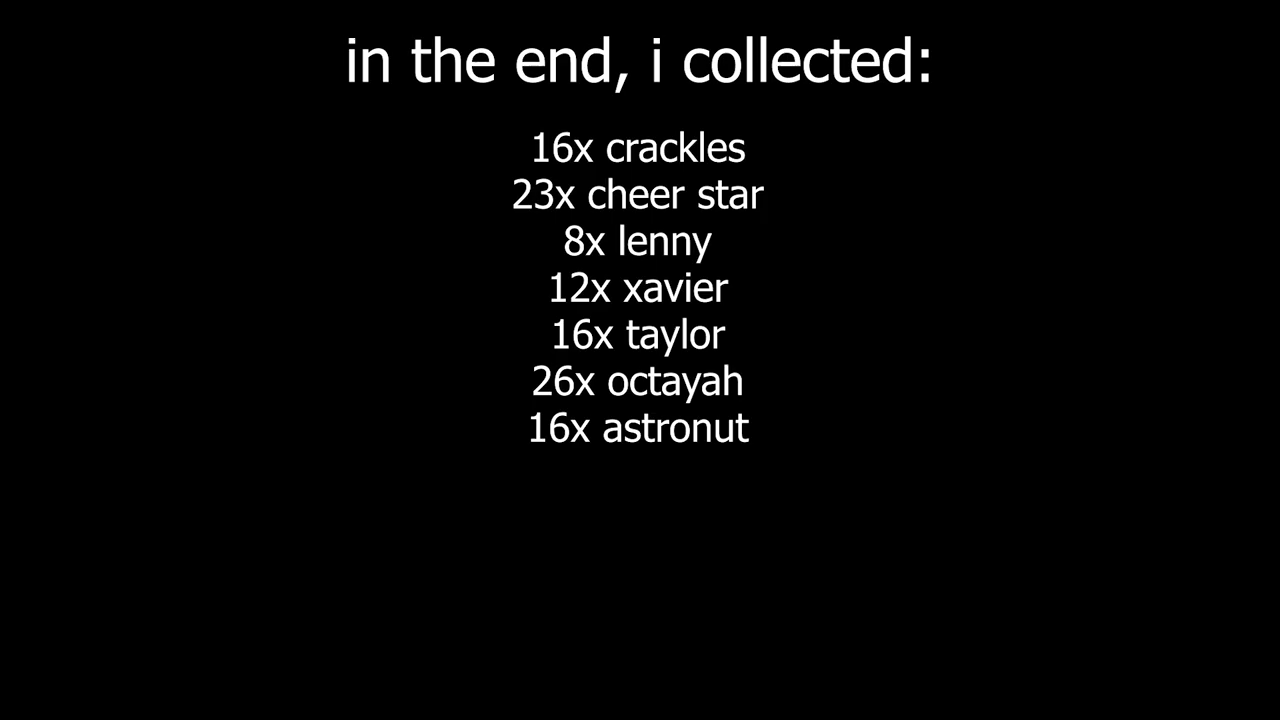 in the end, i collected:
16x crackles
23x cheer star
8x lenny
12x xavier
16x taylor
26x octayah
16x astronut